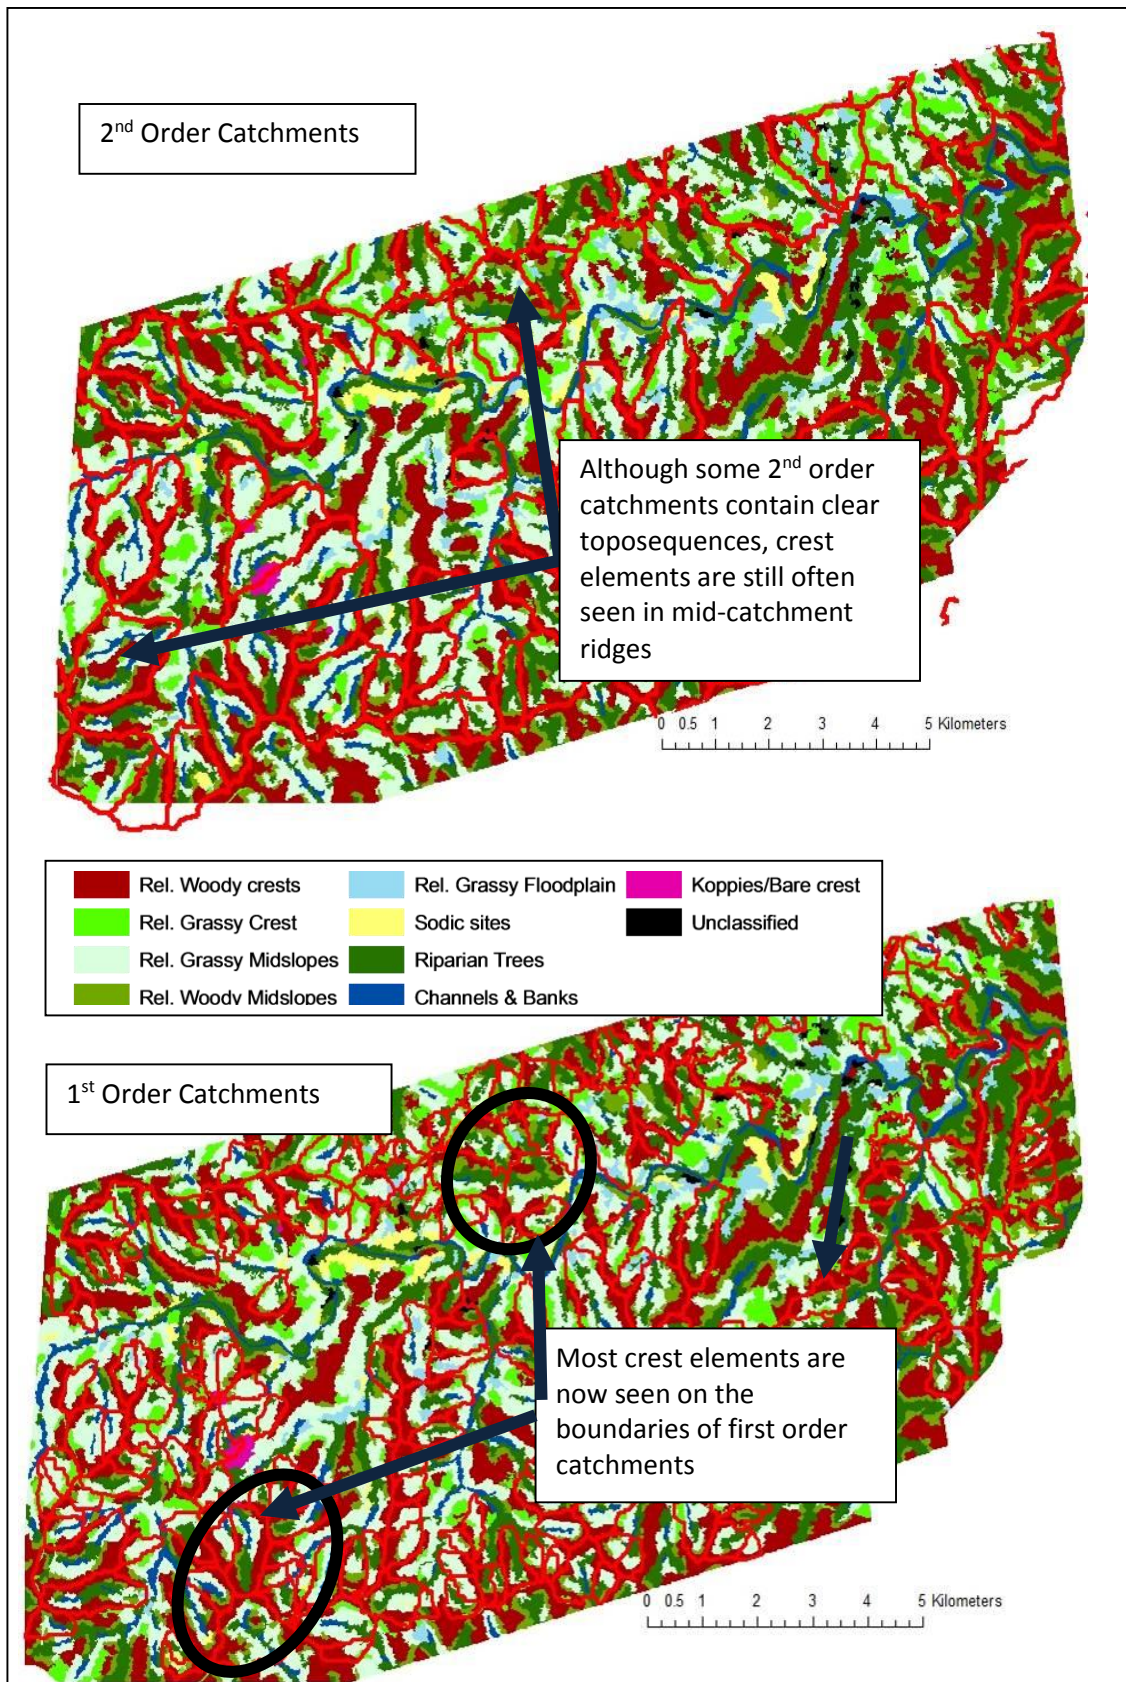 2nd Order Catchments
Although some 2nd order
catchments contain clear
toposequences, crest
elements are still often
seen in mid-catchment
ridges
0 0.5 1 2 3 4 5 Kilometers
Rel. Woody crests
Rel. Grassy Crest
Rel. Grassy Midslopes
Rel. Woody Midslopes
Rel. Grassy Floodplain
Sodic sites
Riparian Trees
Channels & Banks
Koppies/Bare crest
Unclassified
1st Order Catchments
Most crest elements are
now seen on the
boundaries of first order
catchments
0 0.5 1 2 3 4 5 Kilometers